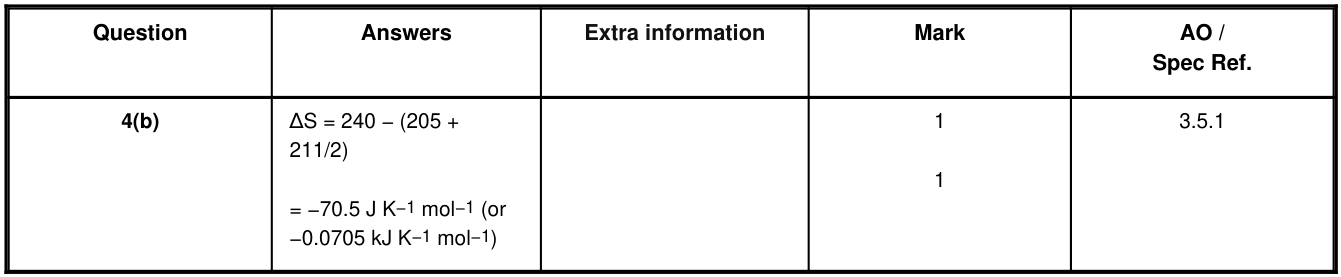 Question Answers Extra information Mark AO /
Spec Ref.
4(b) ΔS = 240 − (205 + 1 3.5.1
211/2)
1
= −70.5 J K−1 mol−1 (or
−0.0705 kJ K−1 mol−1)